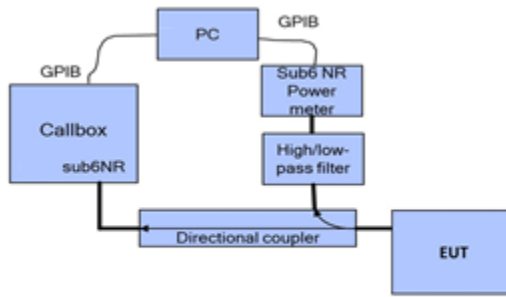 GPIB
PC
GPIB
Sub6 NR
Power
meter
Callbox
sub6NR
High/low-
pass filter
Directional coupler
EUT